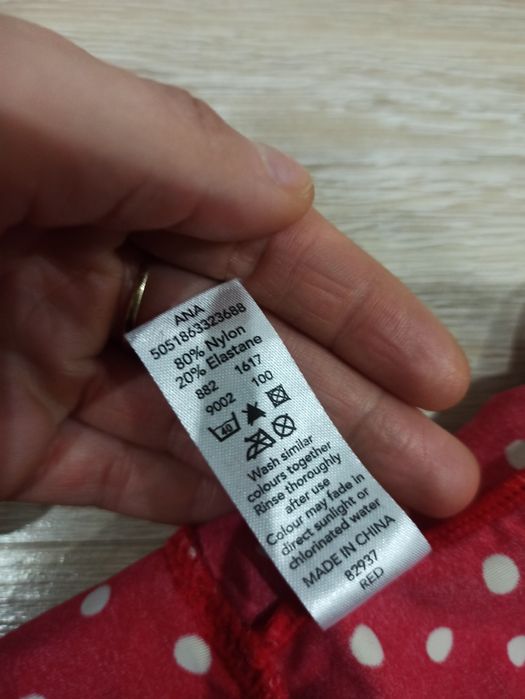 ANA
5051863323688
80% Nylon
20% Elastane
882 1617
9002 100
40
Wash similar
colours together
Rinse thoroughly
after use
Colour may fade in
direct sunlight or
chlorinated water
MADE IN CHINA
82937
RED